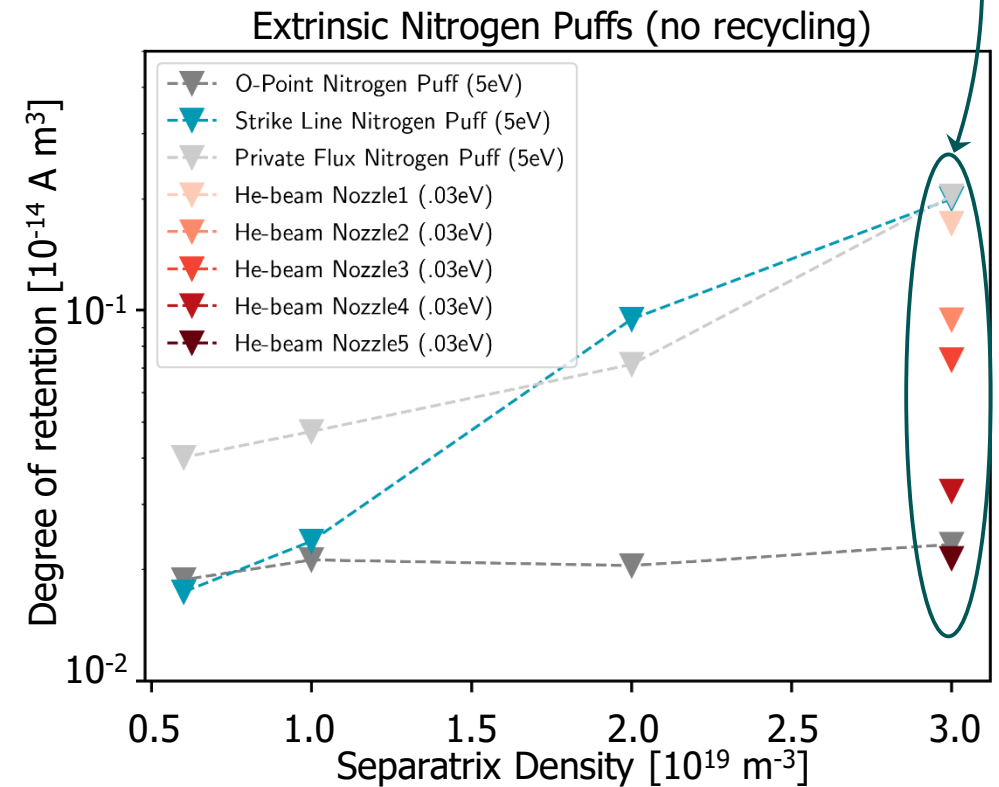 Extrinsic Nitrogen Puffs (no recycling)
O-Point Nitrogen Puff (5eV)
Strike Line Nitrogen Puff (5eV)
Private Flux Nitrogen Puff (5eV)
He-beam Nozzle1 (.03eV)
He-beam Nozzle2 (.03eV)
He-beam Nozzle3 (.03eV)
He-beam Nozzle4 (.03eV)
He-beam Nozzle5 (.03eV)
Degree of retention [10⁻¹⁴ A m³]
10⁻¹
10⁻²
0.5 1.0 1.5 2.0 2.5 3.0
Separatrix Density [10¹⁹ m⁻³]